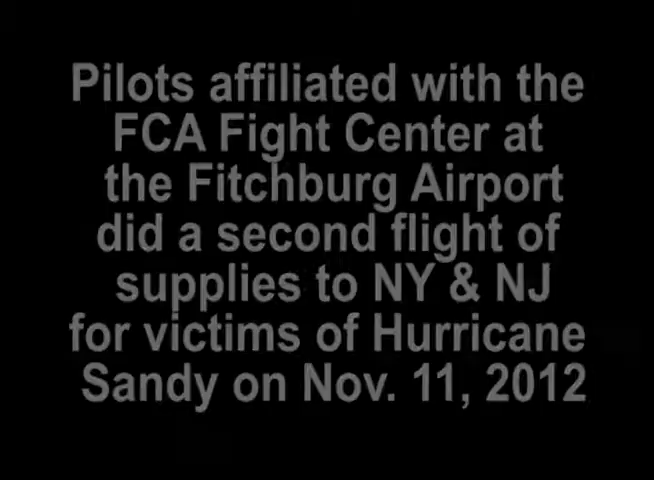 Pilots affiliated with the
FCA Fight Center at
the Fitchburg Airport
did a second flight of
supplies to NY & NJ
for victims of Hurricane
Sandy on Nov. 11, 2012